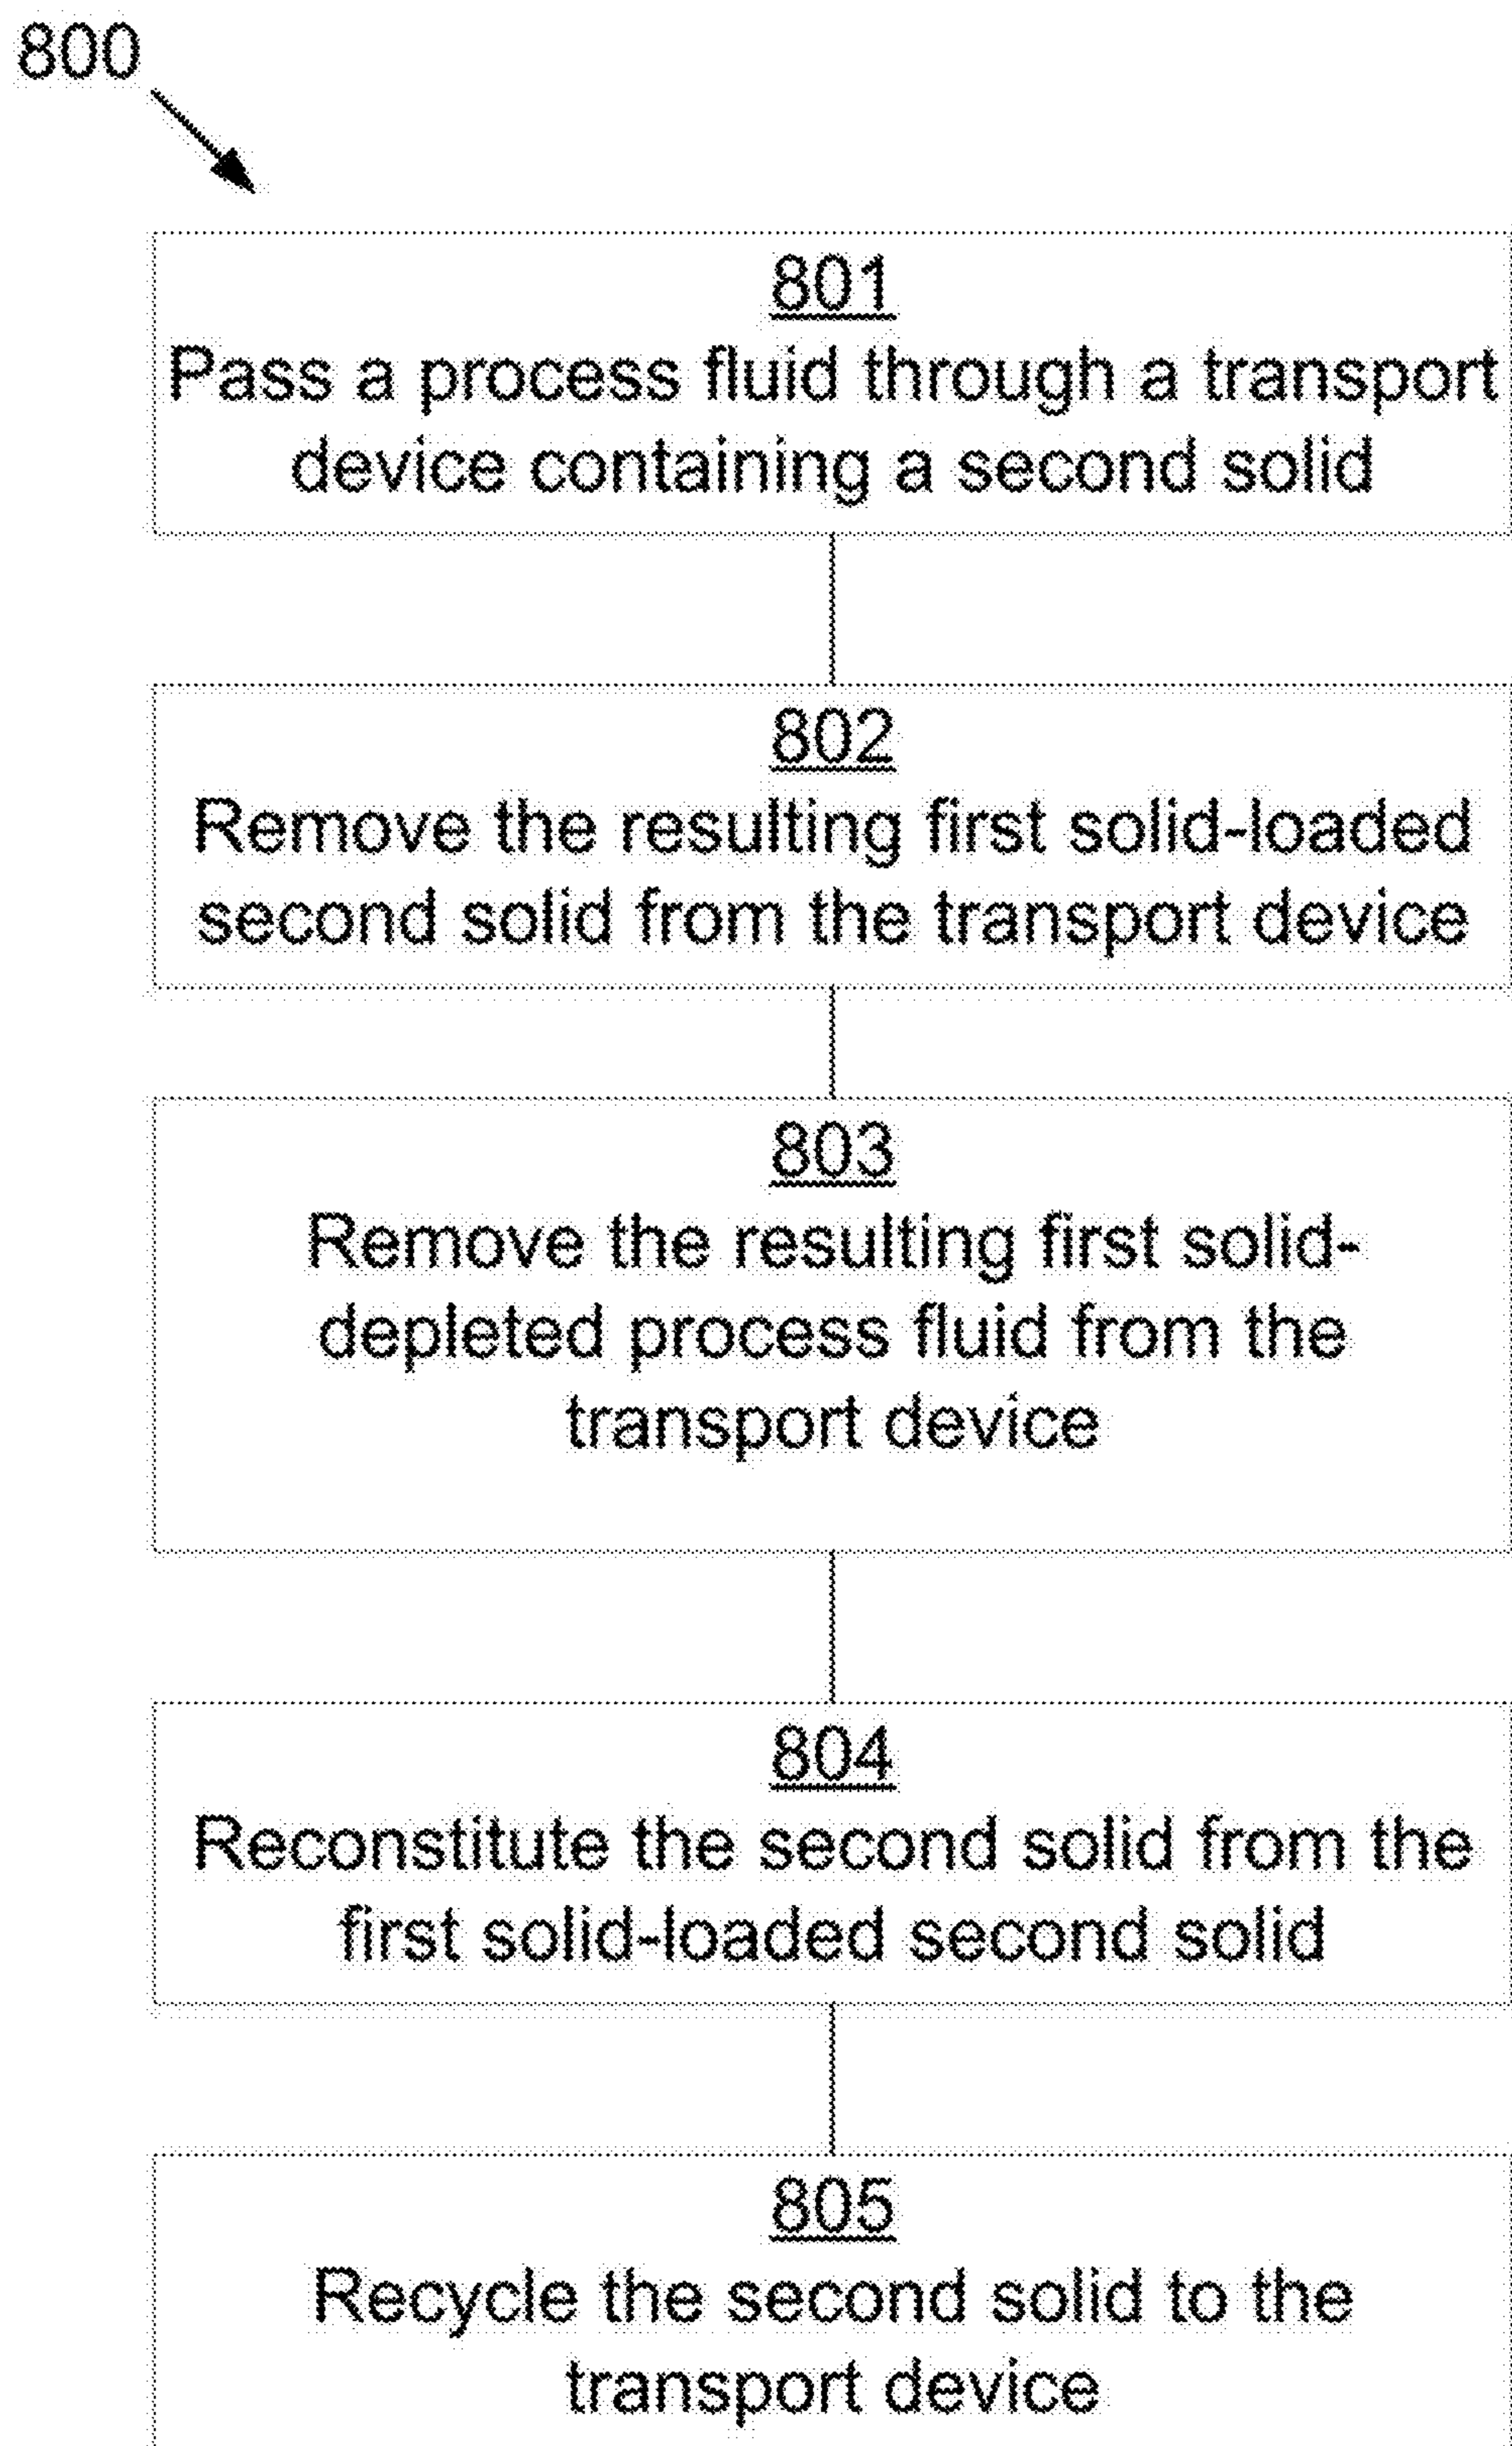 800
801
Pass a process fluid through a transport
device containing a second solid
802
Remove the resulting first solid-loaded
second solid from the transport device
803
Remove the resulting first solid-
depleted process fluid from the
transport device
804
Reconstitute the second solid from the
first solid-loaded second solid
805
Recycle the second solid to the
transport device